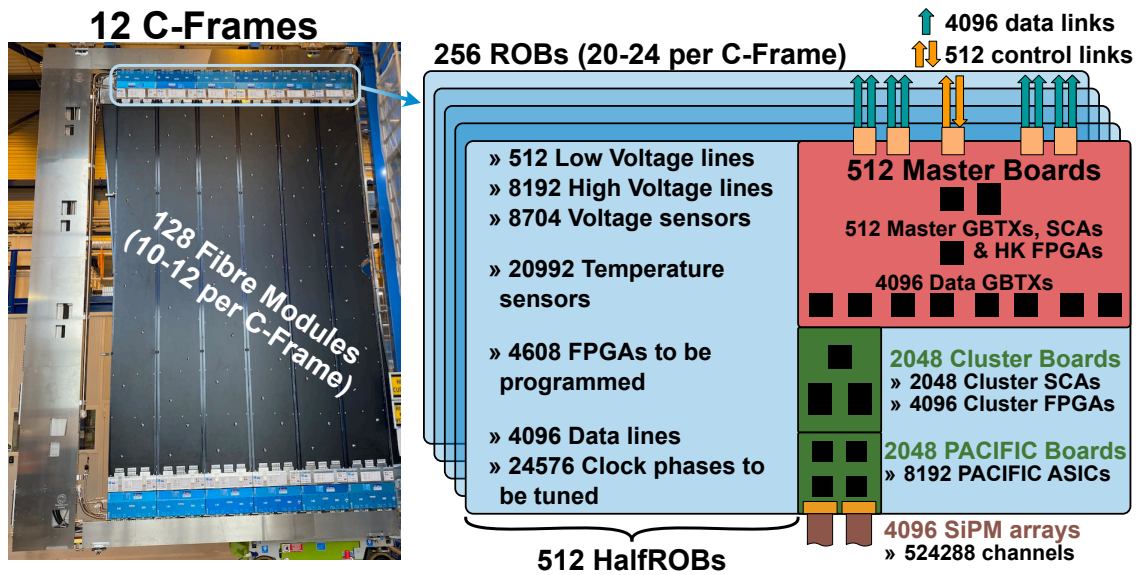 12 C-Frames
128 Fibre Modules
(10-12 per C-Frame)
4096 data links
512 control links
256 ROBs (20-24 per C-Frame)
» 512 Low Voltage lines
» 8192 High Voltage lines
» 8704 Voltage sensors
» 20992 Temperature
sensors
» 4608 FPGAs to be
programmed
» 4096 Data lines
» 24576 Clock phases to
be tuned
512 HalfROBs
512 Master Boards
512 Master GBTXs, SCAs
& HK FPGAs
4096 Data GBTXs
2048 Cluster Boards
» 2048 Cluster SCAs
» 4096 Cluster FPGAs
2048 PACIFIC Boards
» 8192 PACIFIC ASICs
4096 SiPM arrays
» 524288 channels